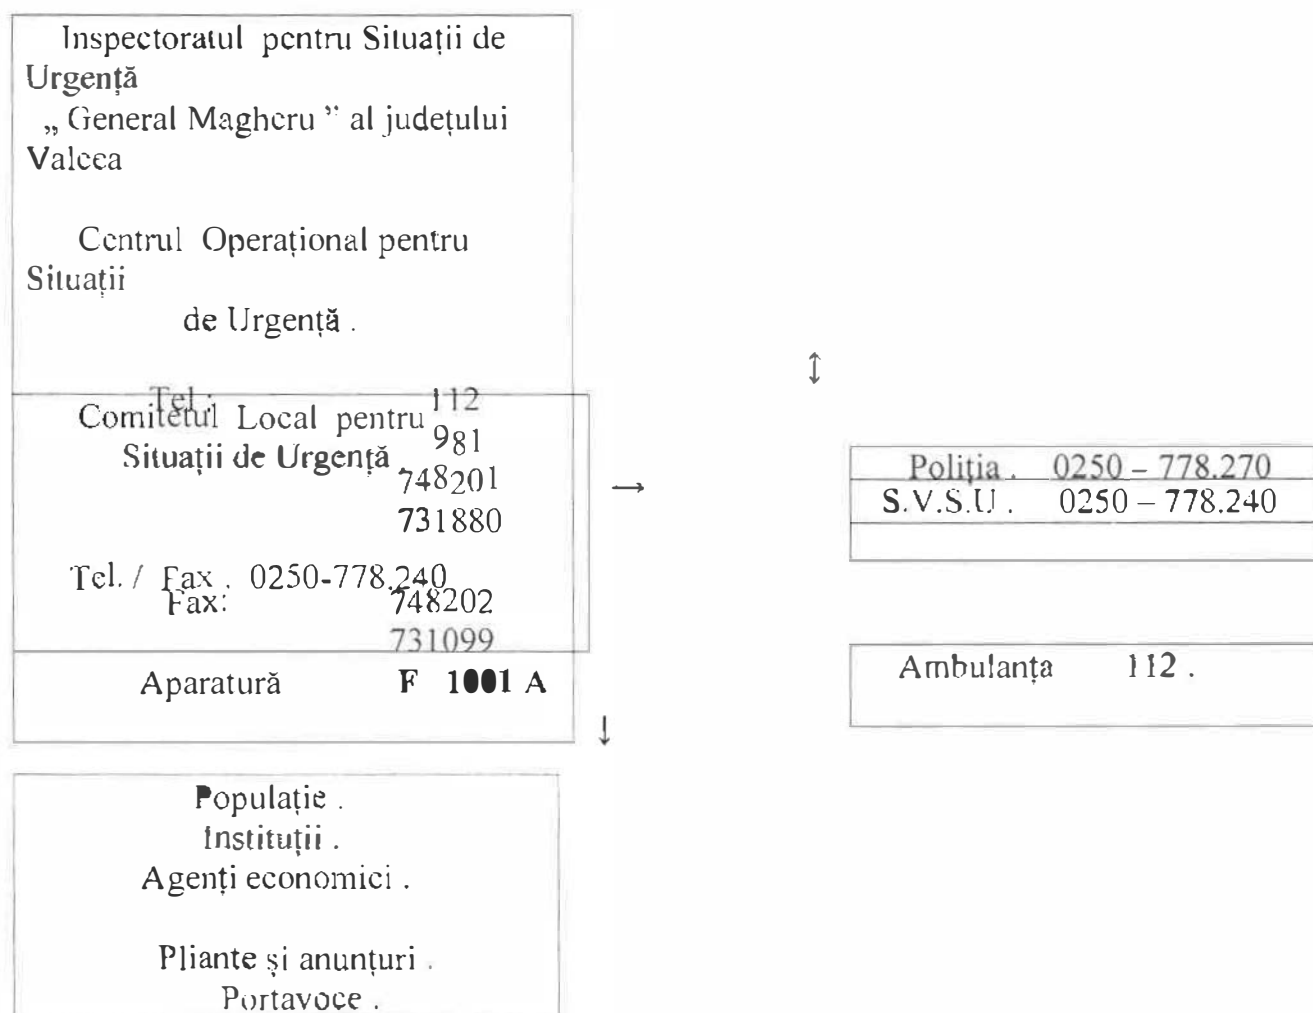 Inspectoratul pentru Situații de
Urgență
„ General Magheru ” al județului
Valcea
Centrul Operațional pentru
Situații
de Urgență .
Tel : 112
981
748201
731880
Fax: 748202
731099
Aparatură F 1001 A
Comitetul Local pentru
Situații de Urgență .
Tel. / Fax . 0250-778.240
↕
→
Poliția . 0250 – 778.270
S.V.S.U . 0250 – 778.240
Ambulanța 112 .
↓
Populație .
Instituții .
Agenți economici .
Pliante și anunțuri .
Portavoce .